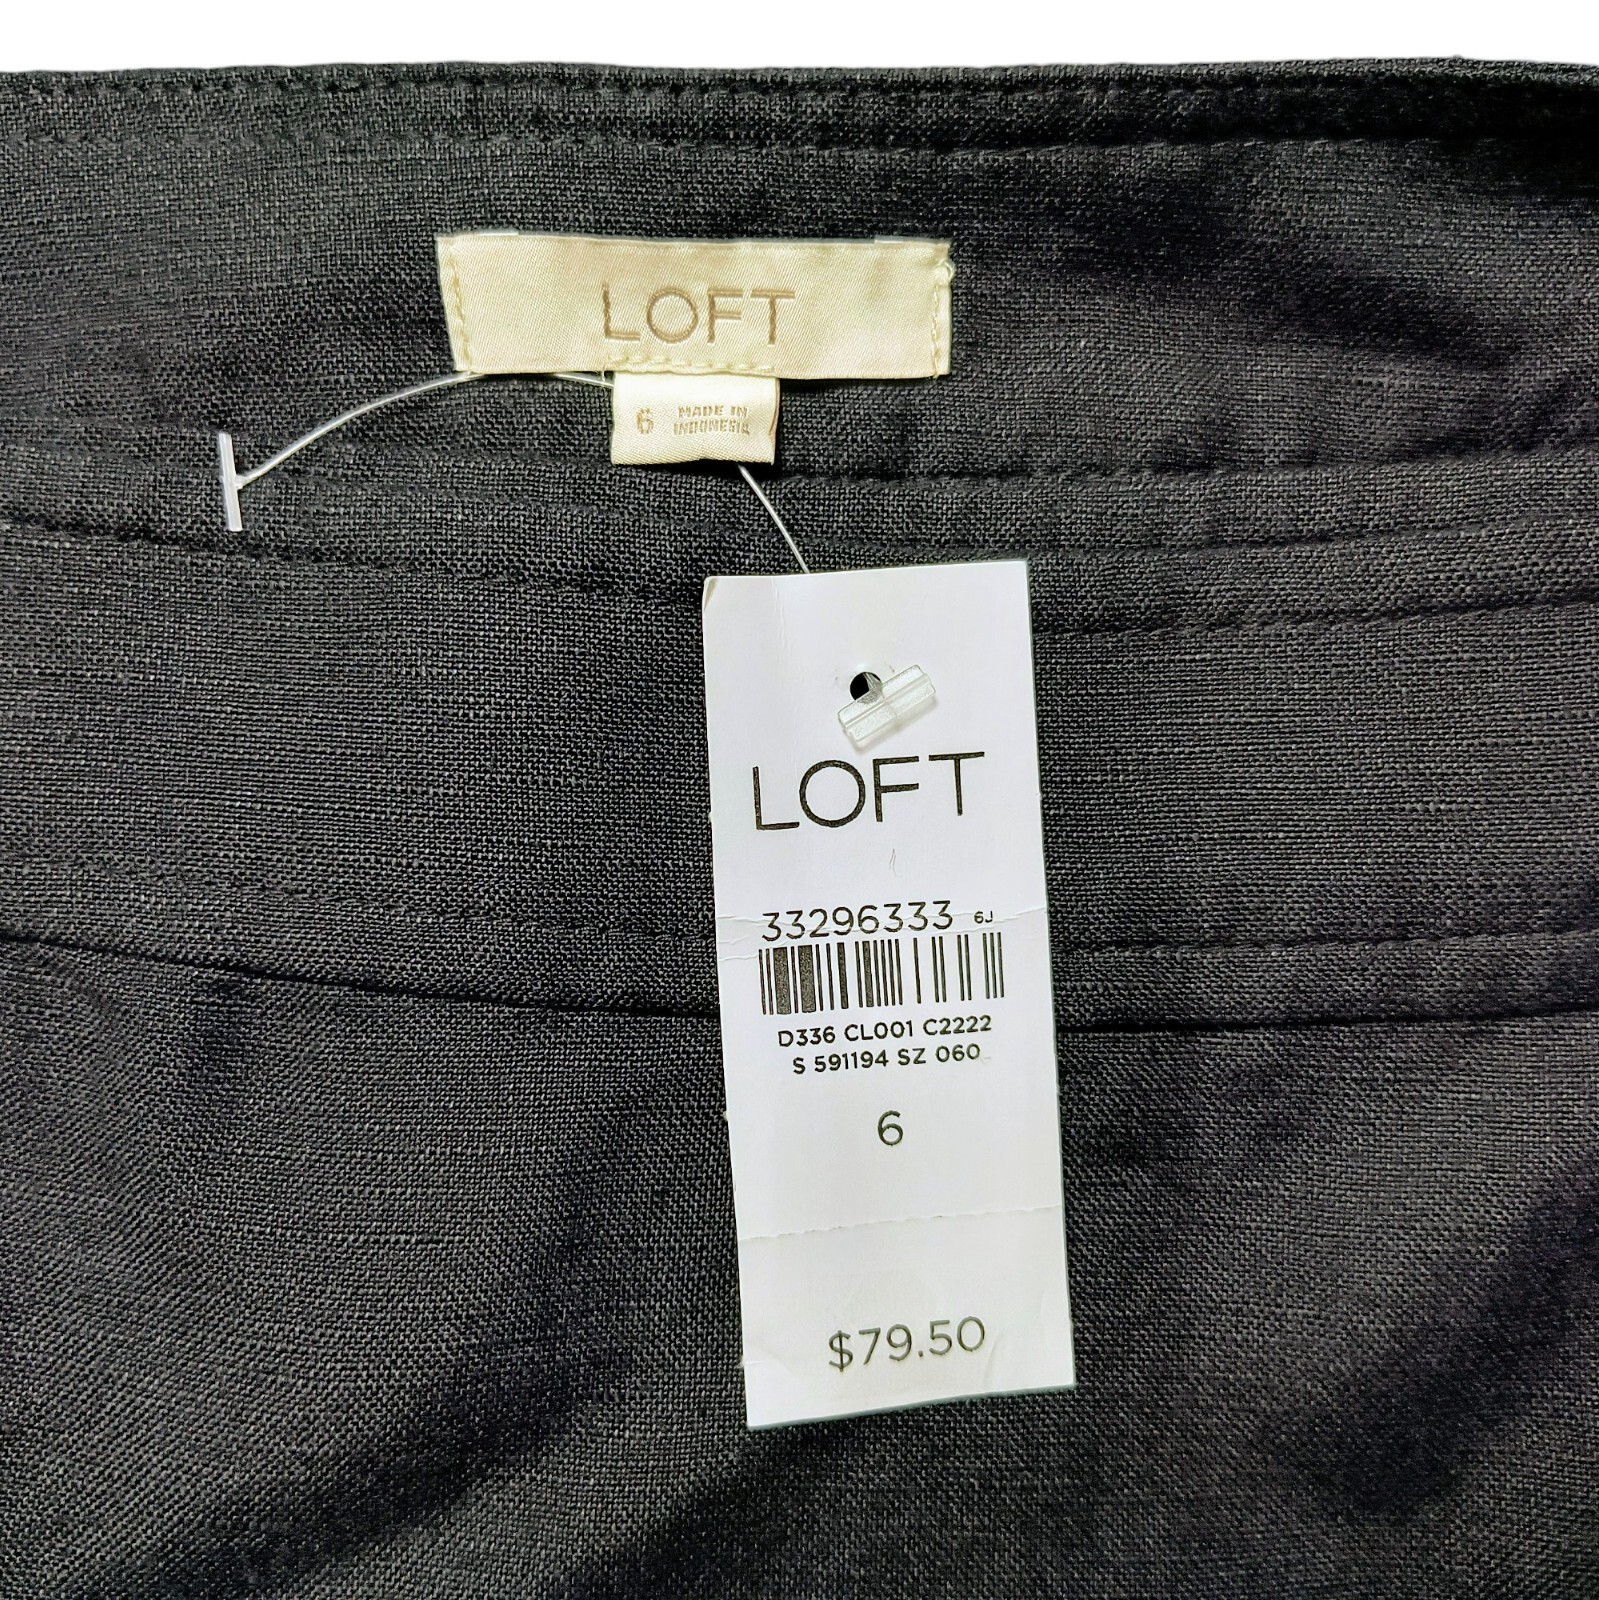 LOFT
6 MADE IN
INDONESIA
LOFT
33296333 6J
D336 CL001 C2222
S 591194 SZ 060
6
$79.50